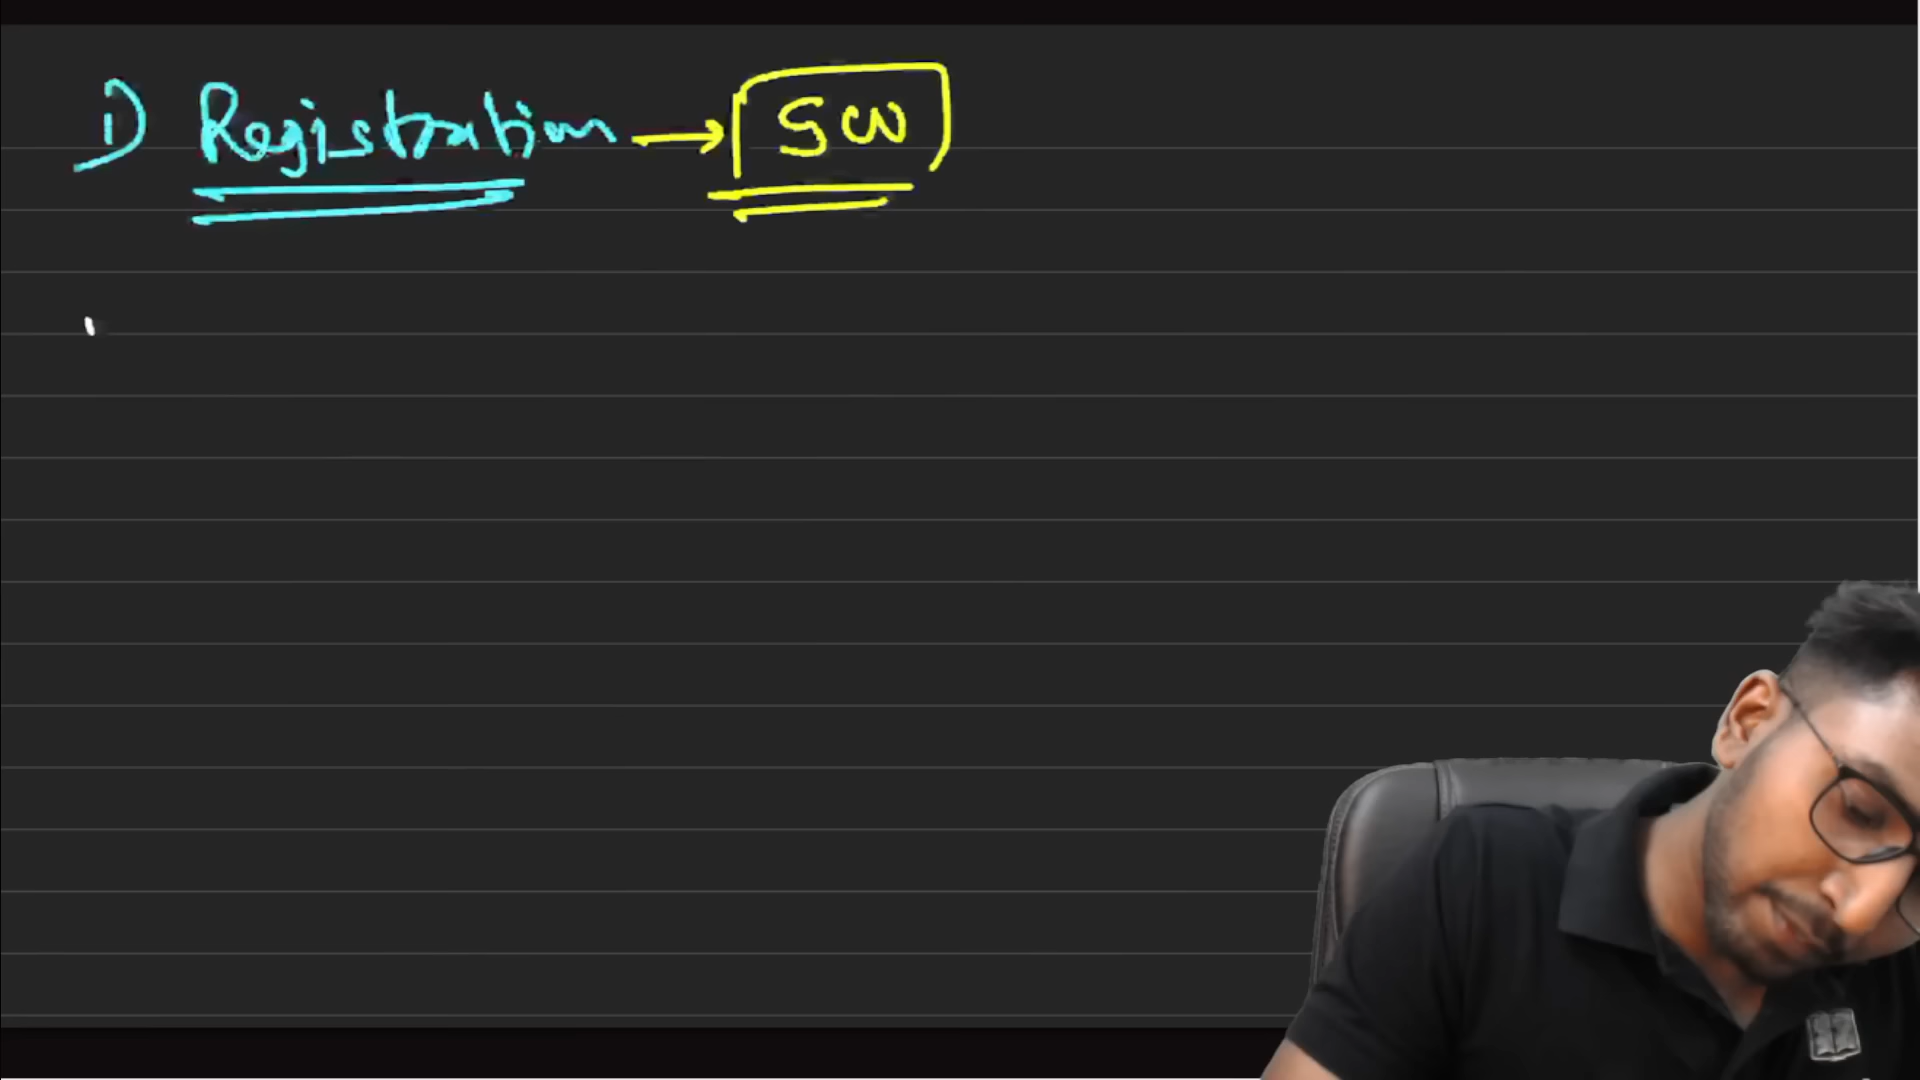 1) Registration → SW